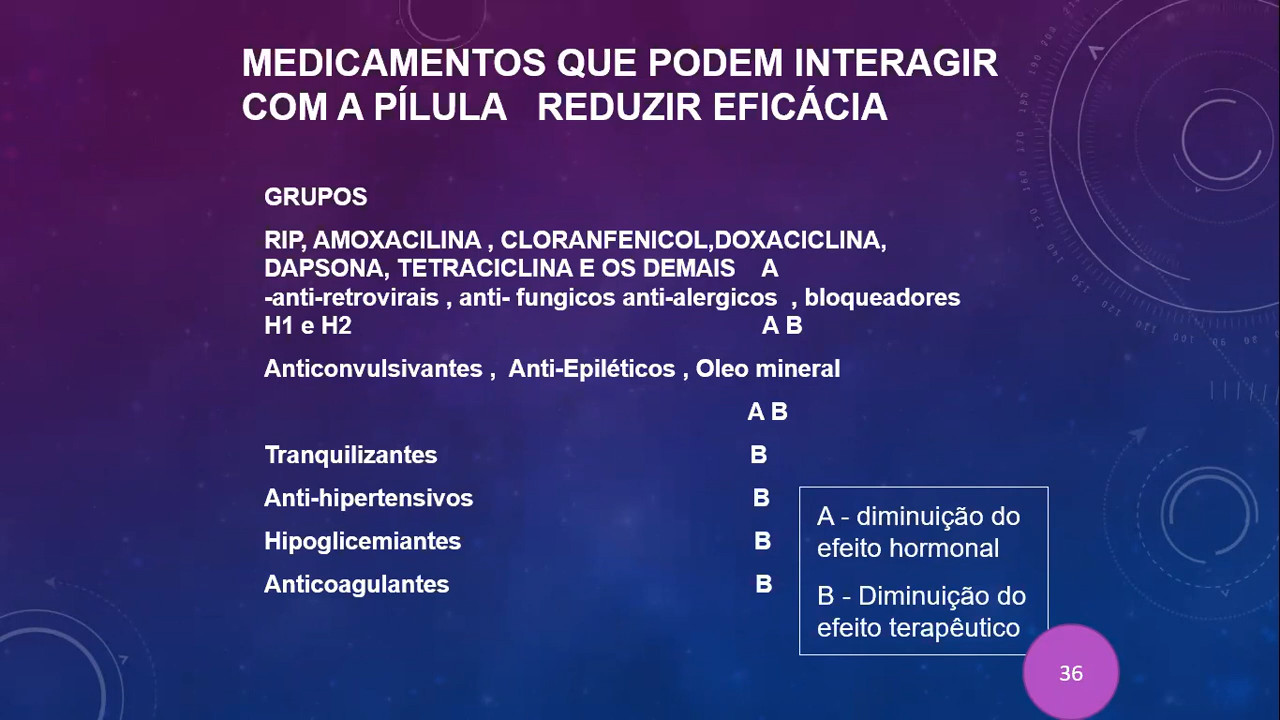 MEDICAMENTOS QUE PODEM INTERAGIR
COM A PÍLULA REDUZIR EFICÁCIA
GRUPOS
RIP, AMOXACILINA , CLORANFENICOL,DOXACICLINA,
DAPSONA, TETRACICLINA E OS DEMAIS A
-anti-retrovirais , anti- fungicos anti-alergicos , bloqueadores
H1 e H2 A B
Anticonvulsivantes , Anti-Epiléticos , Oleo mineral
A B
Tranquilizantes B
Anti-hipertensivos B
Hipoglicemiantes B
Anticoagulantes B
A - diminuição do
efeito hormonal
B - Diminuição do
efeito terapêutico
36